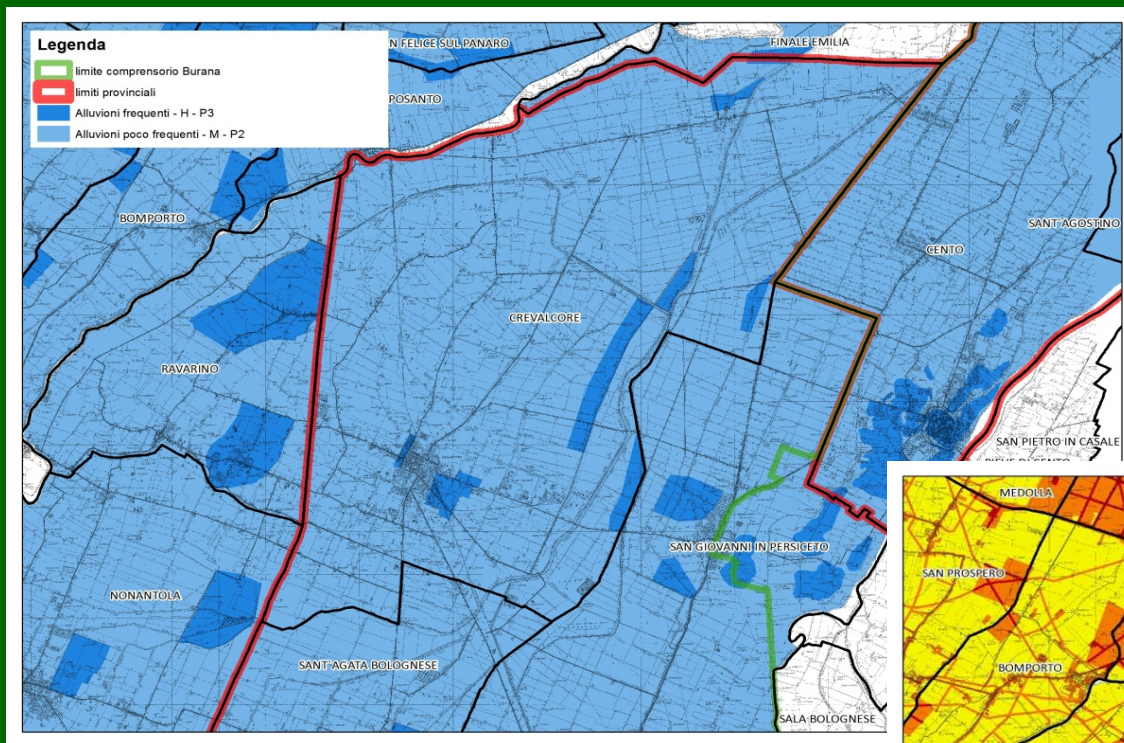 Legenda
limite comprensorio Burana
limiti provinciali
Alluvioni frequenti - H - P3
Alluvioni poco frequenti - M - P2
FELICE SUL PANARO
FINALE EMILIA
POSANTO
BOMPORTO
SANT'AGOSTINO
CENTO
CREVALCORE
RAVARINO
SAN PIETRO IN CASALE
MEDOLLA
SAN GIOVANNI IN PERSICETO
SAN PROSPERO
NONANTOLA
SANT'AGATA BOLOGNESE
BOMPORTO
SALA BOLOGNESE